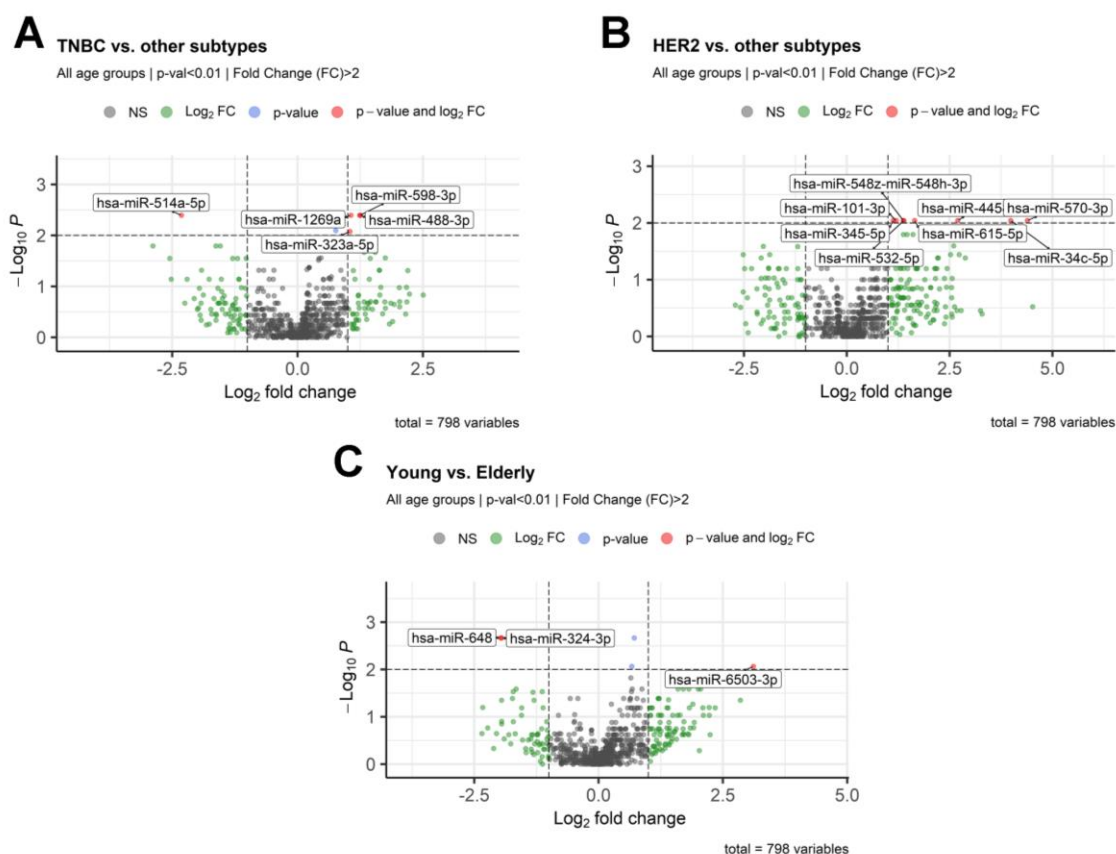 A
TNBC vs. other subtypes
All age groups | p-val<0.01 | Fold Change (FC)>2
NS Log₂ FC p-value p – value and log₂ FC
hsa-miR-514a-5p
hsa-miR-598-3p
hsa-miR-1269a
hsa-miR-488-3p
hsa-miR-323a-5p
3
2
1
0
– Log₁₀ P
-2.5 0.0 2.5
Log₂ fold change
total = 798 variables
B
HER2 vs. other subtypes
All age groups | p-val<0.01 | Fold Change (FC)>2
NS Log₂ FC p – value and log₂ FC
hsa-miR-548z-miR-548h-3p
hsa-miR-101-3p
hsa-miR-445
hsa-miR-570-3p
hsa-miR-345-5p
hsa-miR-615-5p
hsa-miR-532-5p
hsa-miR-34c-5p
3
2
1
0
– Log₁₀ P
-2.5 0.0 2.5 5.0
Log₂ fold change
total = 798 variables
C
Young vs. Elderly
All age groups | p-val<0.01 | Fold Change (FC)>2
NS Log₂ FC p-value p – value and log₂ FC
hsa-miR-648
hsa-miR-324-3p
hsa-miR-6503-3p
3
2
1
0
– Log₁₀ P
-2.5 0.0 2.5 5.0
Log₂ fold change
total = 798 variables